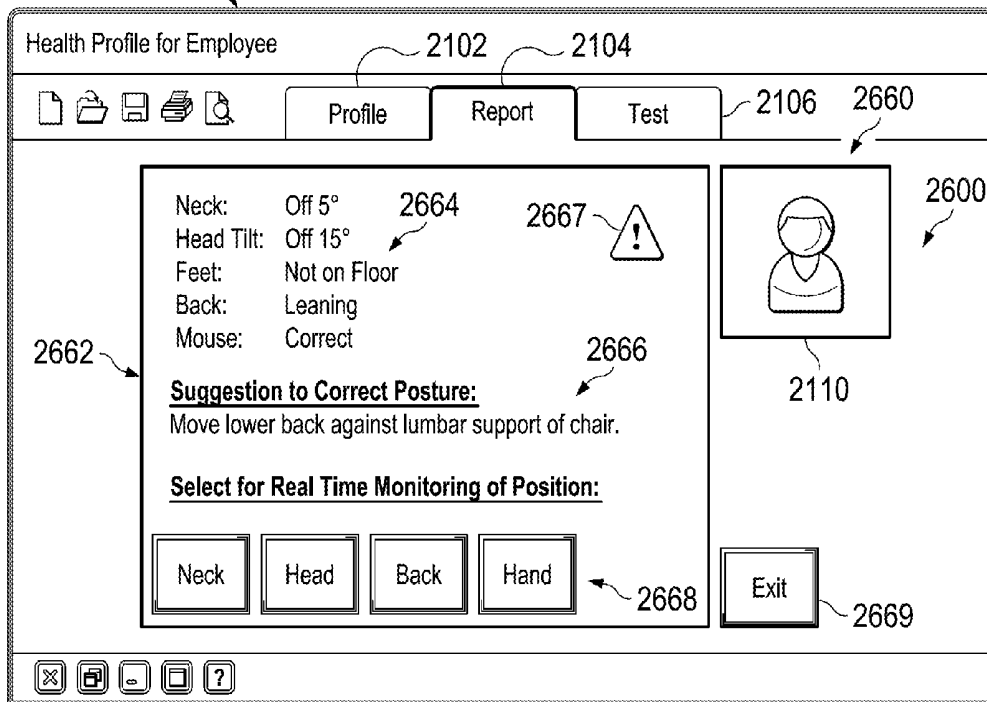 Health Profile for Employee
2102
2104
Profile
Report
Test
2106
2660
2600
Neck: Off 5°
2664
2667
!
Head Tilt: Off 15°
Feet: Not on Floor
Back: Leaning
Mouse: Correct
2662
2666
2110
Suggestion to Correct Posture:
Move lower back against lumbar support of chair.
Select for Real Time Monitoring of Position:
Neck
Head
Back
Hand
2668
Exit
2669
?